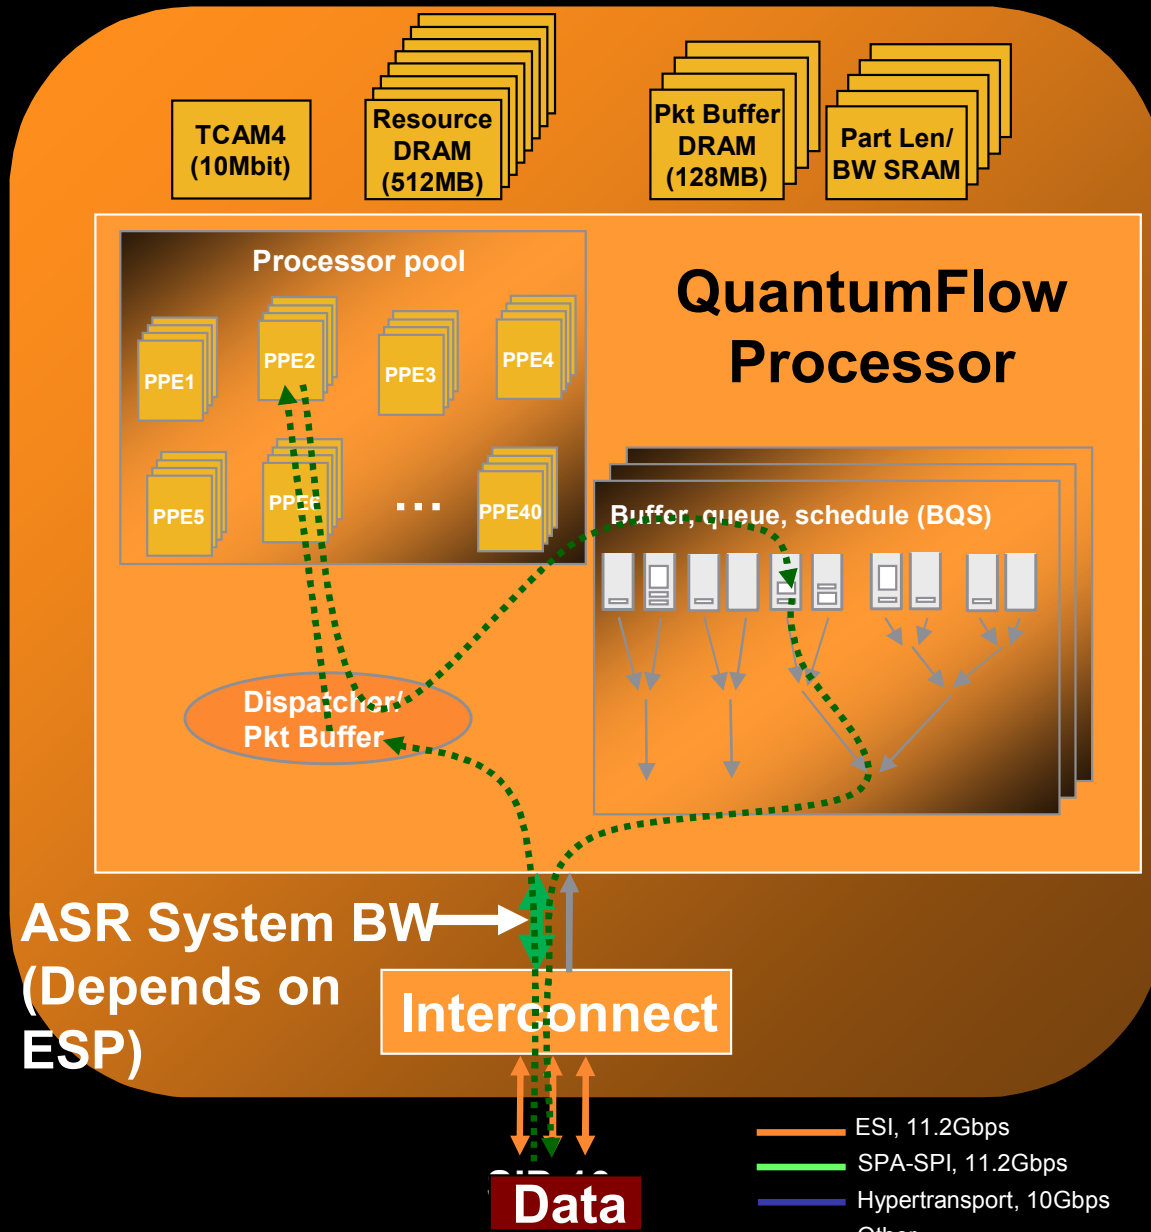 TCAM4
(10Mbit)
Resource
DRAM
(512MB)
Pkt Buffer
DRAM
(128MB)
Part Len/
BW SRAM
Processor pool
QuantumFlow
Processor
PPE1
PPE2
PPE3
PPE4
PPE5
PPE6
...
PPE40
Buffer, queue, schedule (BQS)
Dispatcher/
Pkt Buffer
ASR System BW
(Depends on
ESP)
Interconnect
ESI, 11.2Gbps
SPA-SPI, 11.2Gbps
Hypertransport, 10Gbps
Other
Data